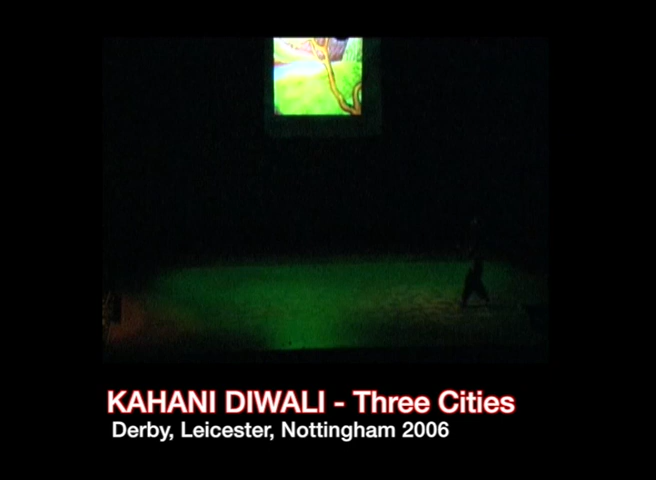 KAHANI DIWALI - Three Cities
Derby, Leicester, Nottingham 2006